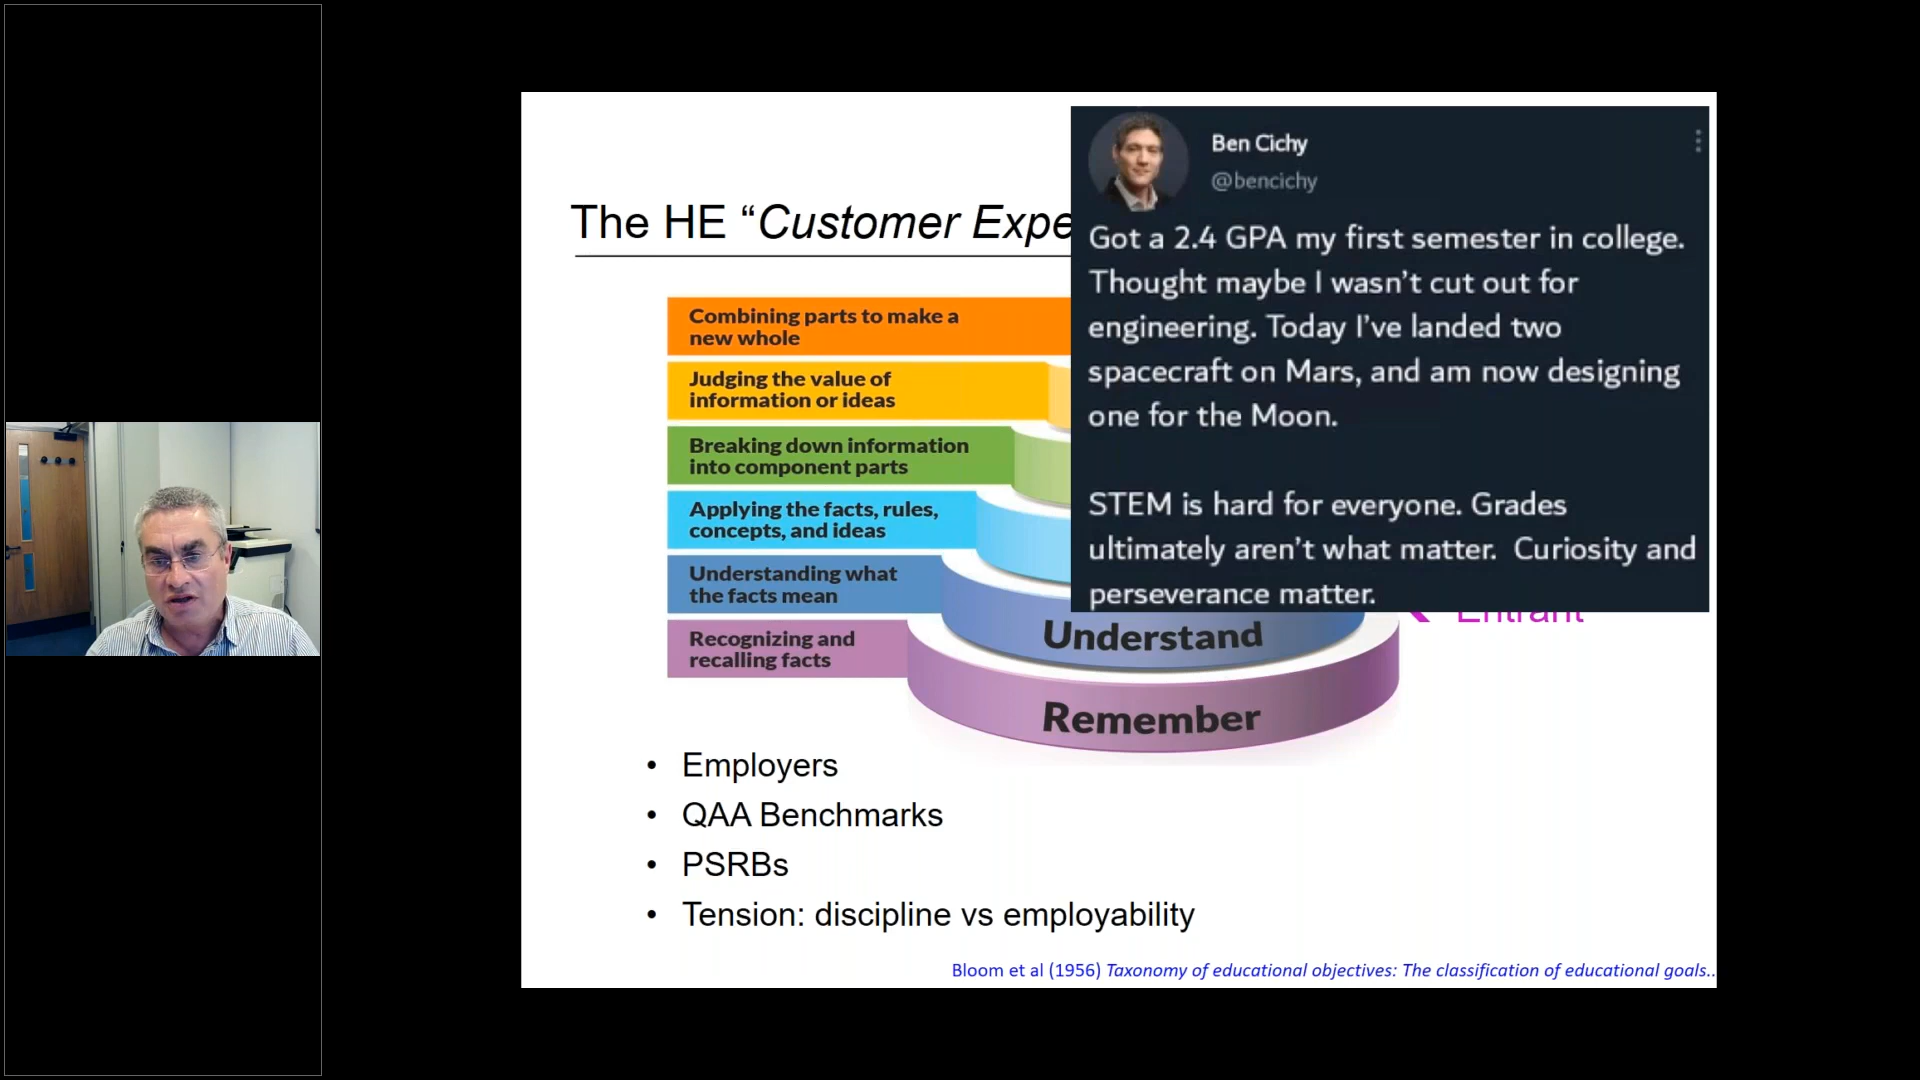 The HE “Customer Expe
Ben Cichy
@bencichy
Got a 2.4 GPA my first semester in college.
Thought maybe I wasn’t cut out for
engineering. Today I’ve landed two
spacecraft on Mars, and am now designing
one for the Moon.
STEM is hard for everyone. Grades
ultimately aren’t what matter. Curiosity and
perseverance matter.
Combining parts to make a
new whole
Judging the value of
information or ideas
Breaking down information
into component parts
Applying the facts, rules,
concepts, and ideas
Understanding what
the facts mean
Recognizing and
recalling facts
Entrant
Understand
Remember
• Employers
• QAA Benchmarks
• PSRBs
• Tension: discipline vs employability
Bloom et al (1956) Taxonomy of educational objectives: The classification of educational goals..